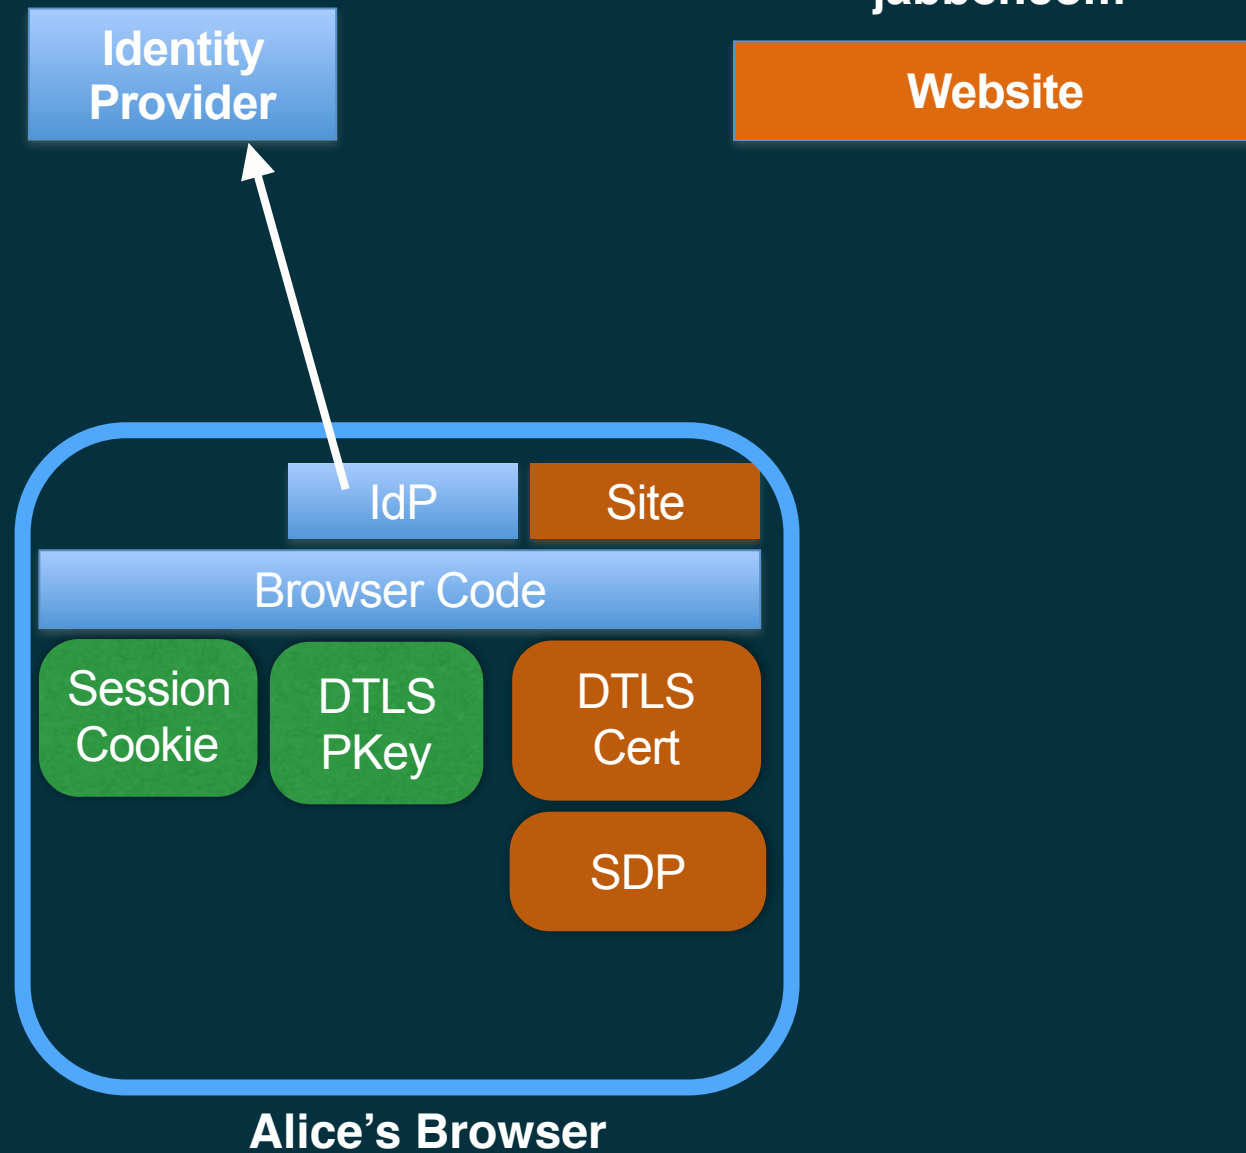 Identity
Provider
Website
IdP
Site
Browser Code
Session
Cookie
DTLS
PKey
DTLS
Cert
SDP
Alice’s Browser